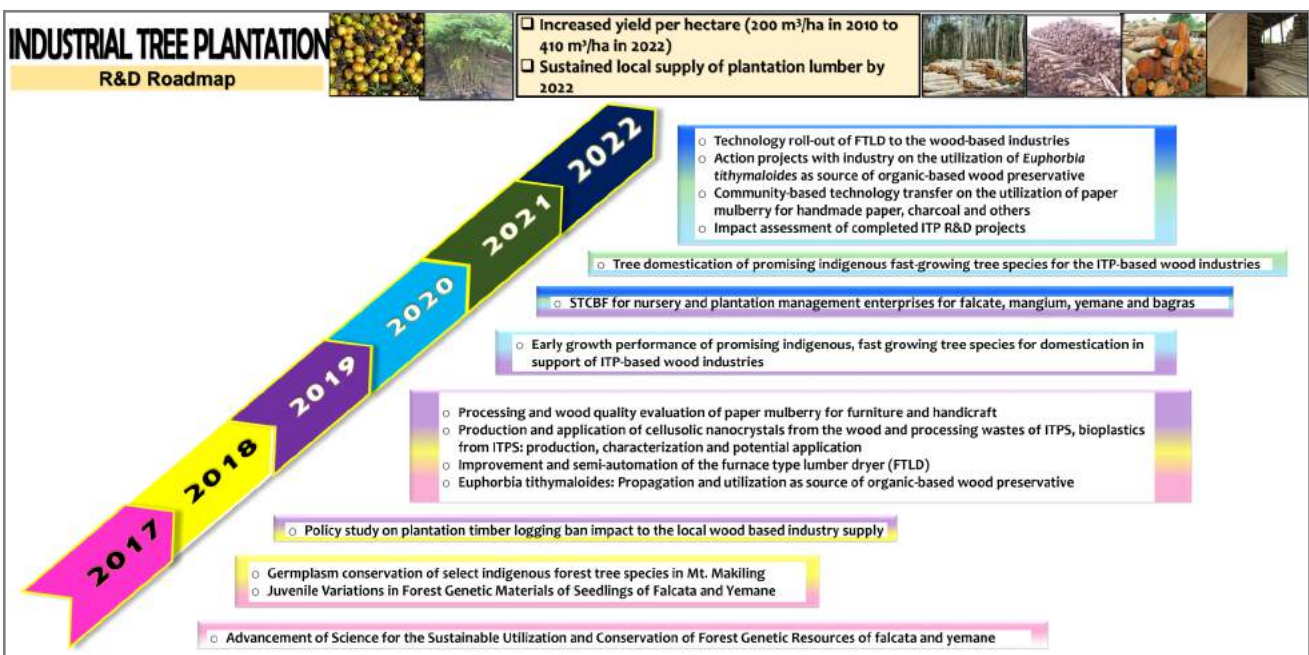 INDUSTRIAL TREE PLANTATION
R&D Roadmap
❑ Increased yield per hectare (200 m³/ha in 2010 to
410 m³/ha in 2022)
❑ Sustained local supply of plantation lumber by
2022
2022
○ Technology roll-out of FTLD to the wood-based industries
○ Action projects with industry on the utilization of Euphorbia
tithymaloides as source of organic-based wood preservative
○ Community-based technology transfer on the utilization of paper
mulberry for handmade paper, charcoal and others
○ Impact assessment of completed ITP R&D projects
2021
○ Tree domestication of promising indigenous fast-growing tree species for the ITP-based wood industries
○ STCBF for nursery and plantation management enterprises for falcate, mangium, yemane and bagras
2020
○ Early growth performance of promising indigenous, fast growing tree species for domestication in
support of ITP-based wood industries
2019
○ Processing and wood quality evaluation of paper mulberry for furniture and handicraft
○ Production and application of cellusolic nanocrystals from the wood and processing wastes of ITPS, bioplastics
from ITPS: production, characterization and potential application
○ Improvement and semi-automation of the furnace type lumber dryer (FTLD)
○ Euphorbia tithymaloides: Propagation and utilization as source of organic-based wood preservative
2018
○ Policy study on plantation timber logging ban impact to the local wood based industry supply
2017
○ Germplasm conservation of select indigenous forest tree species in Mt. Makiling
○ Juvenile Variations in Forest Genetic Materials of Seedlings of Falcata and Yemane
○ Advancement of Science for the Sustainable Utilization and Conservation of Forest Genetic Resources of falcata and yemane